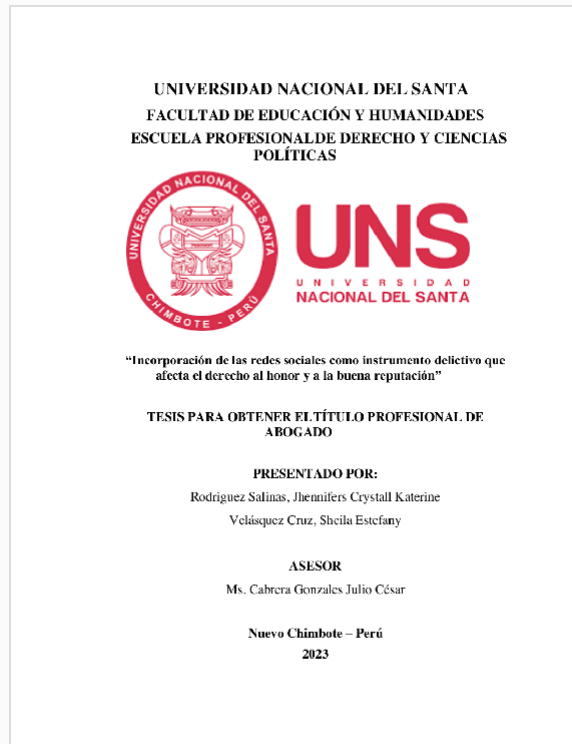 UNIVERSIDAD NACIONAL DEL SANTA
FACULTAD DE EDUCACIÓN Y HUMANIDADES
ESCUELA PROFESIONALDE DERECHO Y CIENCIAS
POLÍTICAS
UNIVERSIDAD NACIONAL DEL SANTA
CHIMBOTE - PERÚ
UNS
UNIVERSIDAD
NACIONAL DEL SANTA
“Incorporación de las redes sociales como instrumento delictivo que
afecta el derecho al honor y a la buena reputación”
TESIS PARA OBTENER EL TÍTULO PROFESIONAL DE
ABOGADO
PRESENTADO POR:
Rodriguez Salinas, Jhennifers Crystall Katerine
Velásquez Cruz, Sheila Estefany
ASESOR
Ms. Cabrera Gonzales Julio César
Nuevo Chimbote – Perú
2023